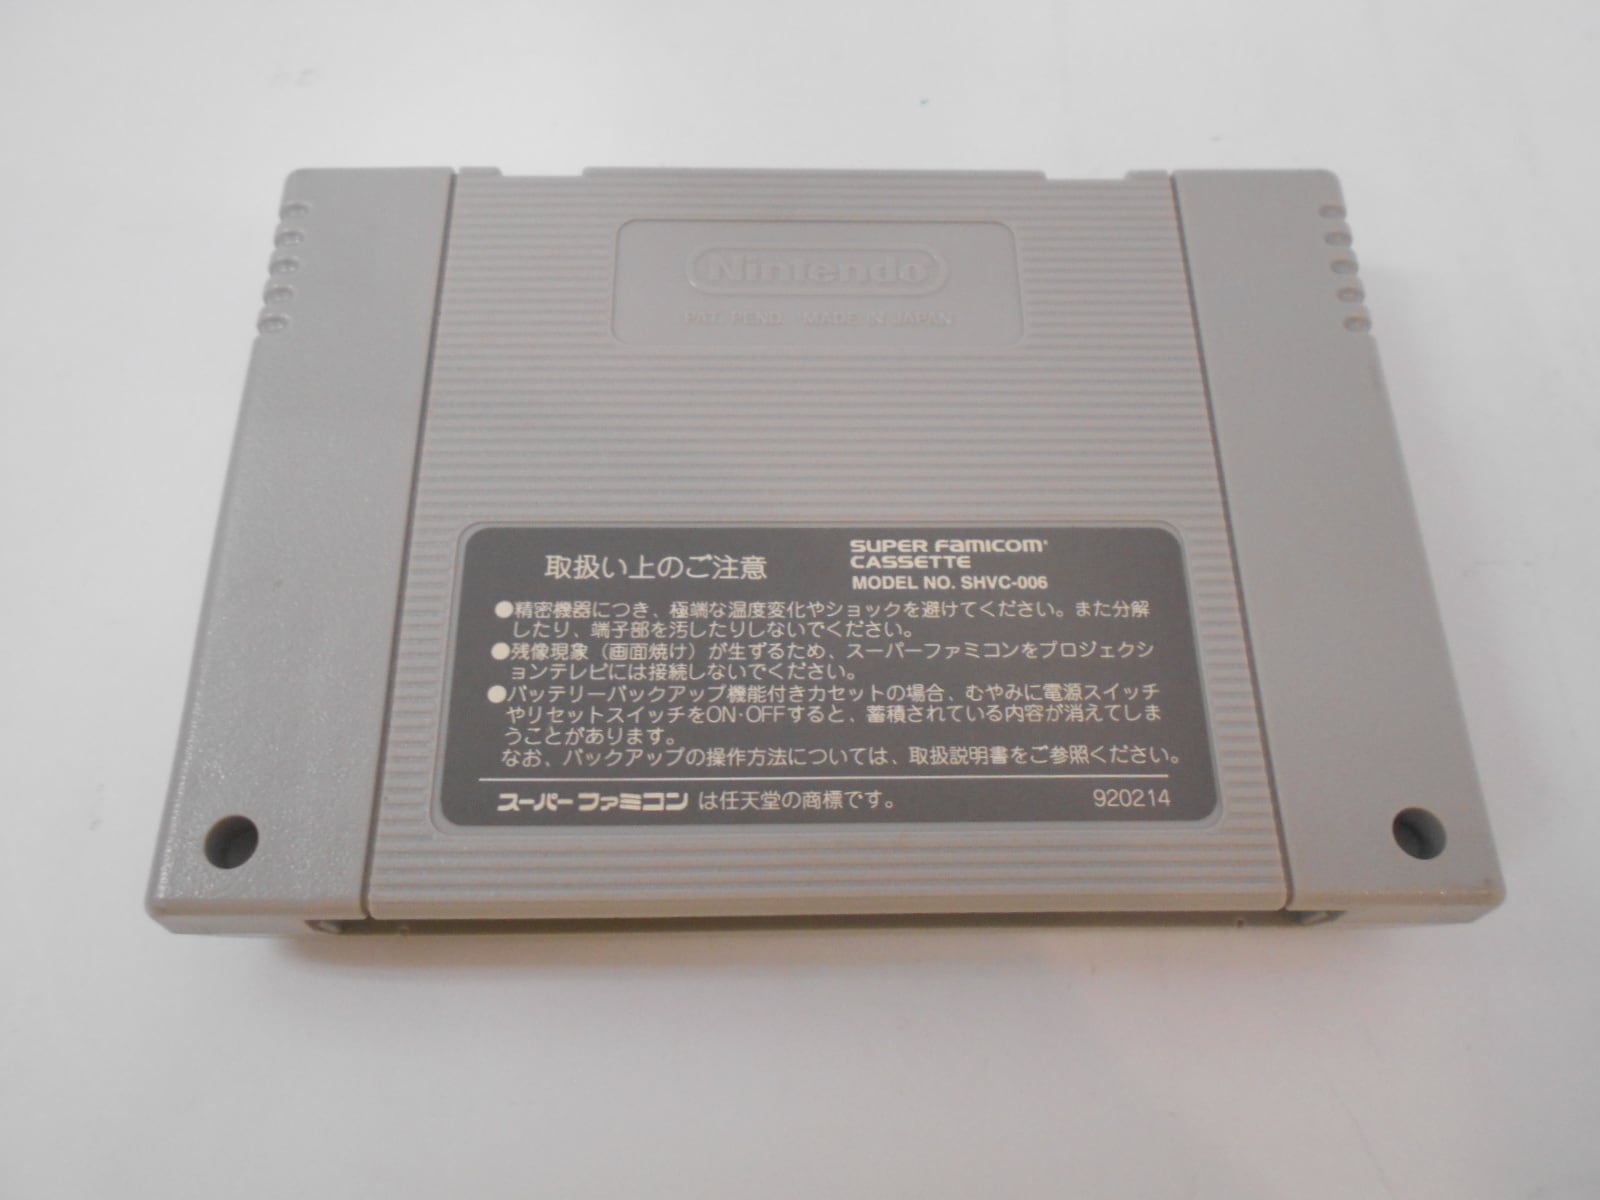 Nintendo
PAT. PEND. MADE IN JAPAN
取扱い上のご注意
SUPER FAMICOM
CASSETTE
MODEL NO. SHVC-006
●精密機器につき、極端な温度変化やショックを避けてください。また分解
したり、端子部を汚したりしないでください。
●残像現象（画面焼け）が生ずるため、スーパーファミコンをプロジェクシ
ョンテレビには接続しないでください。
●バッテリーバックアップ機能付きカセットの場合、むやみに電源スイッチ
やリセットスイッチをON·OFFすると、蓄積されている内容が消えてしま
うことがあります。
なお、バックアップの操作方法については、取扱説明書をご参照ください。
スーパーファミコン は任天堂の商標です。
920214